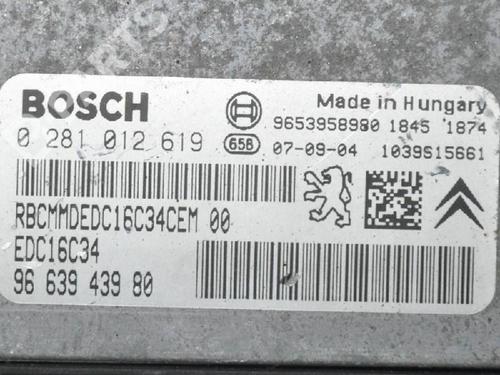 BOSCH
Made in Hungary
0 281 012 619
658
9653958980 1845 1874
07-09-04 1039S15661
RBCMMDEDC16C34CEM 00
EDC16C34
96 639 439 80